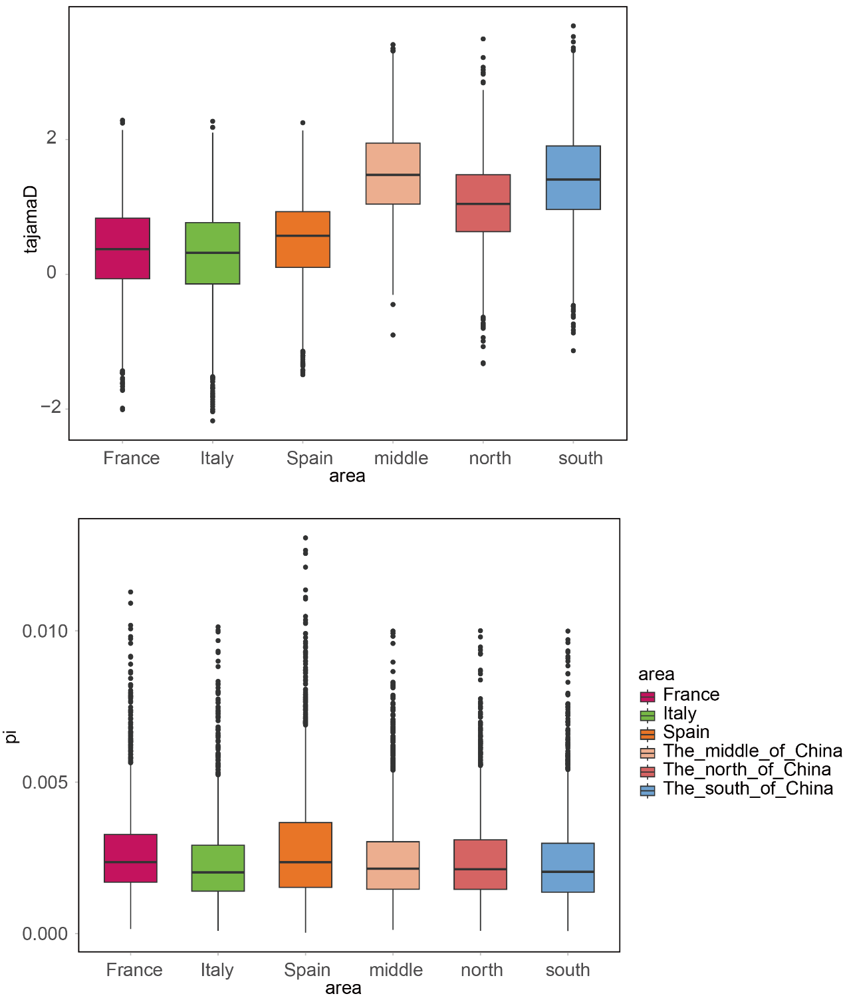 2
0
−2
tajamaD
France Italy Spain middle north south
area
0.010
0.005
0.000
pi
France Italy Spain middle north south
area
area
France
Italy
Spain
The_middle_of_China
The_north_of_China
The_south_of_China